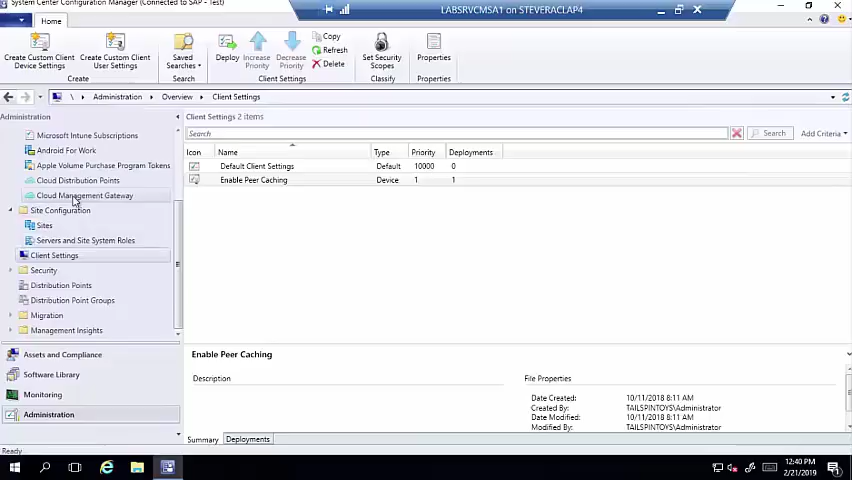 System Center Configuration Manager (Connected to SAP - Test)
LABSRVCMSA1 on STEVERACLAP4
Home
Create Custom Client
Device Settings
Create Custom Client
User Settings
Create
Saved
Searches
Search
Deploy
Increase
Priority
Decrease
Priority
Copy
Refresh
Delete
Client Settings
Set Security
Scopes
Classify
Properties
Properties
\ Administration Overview Client Settings
Administration
Microsoft Intune Subscriptions
Android For Work
Apple Volume Purchase Program Tokens
Cloud Distribution Points
Cloud Management Gateway
Site Configuration
Sites
Servers and Site System Roles
Client Settings
Security
Distribution Points
Distribution Point Groups
Migration
Management Insights
Assets and Compliance
Software Library
Monitoring
Administration
Client Settings 2 items
Search
Search
Add Criteria
Icon Name Type Priority Deployments
Default Client Settings Default 10000 0
Enable Peer Caching Device 1 1
Enable Peer Caching
Description
File Properties
Date Created: 10/11/2018 8:11 AM
Created By: TAILSPINTOYS\Administrator
Date Modified: 10/11/2018 8:11 AM
Modified By: TAILSPINTOYS\Administrator
Summary Deployments
Ready
12:40 PM
2/21/2019